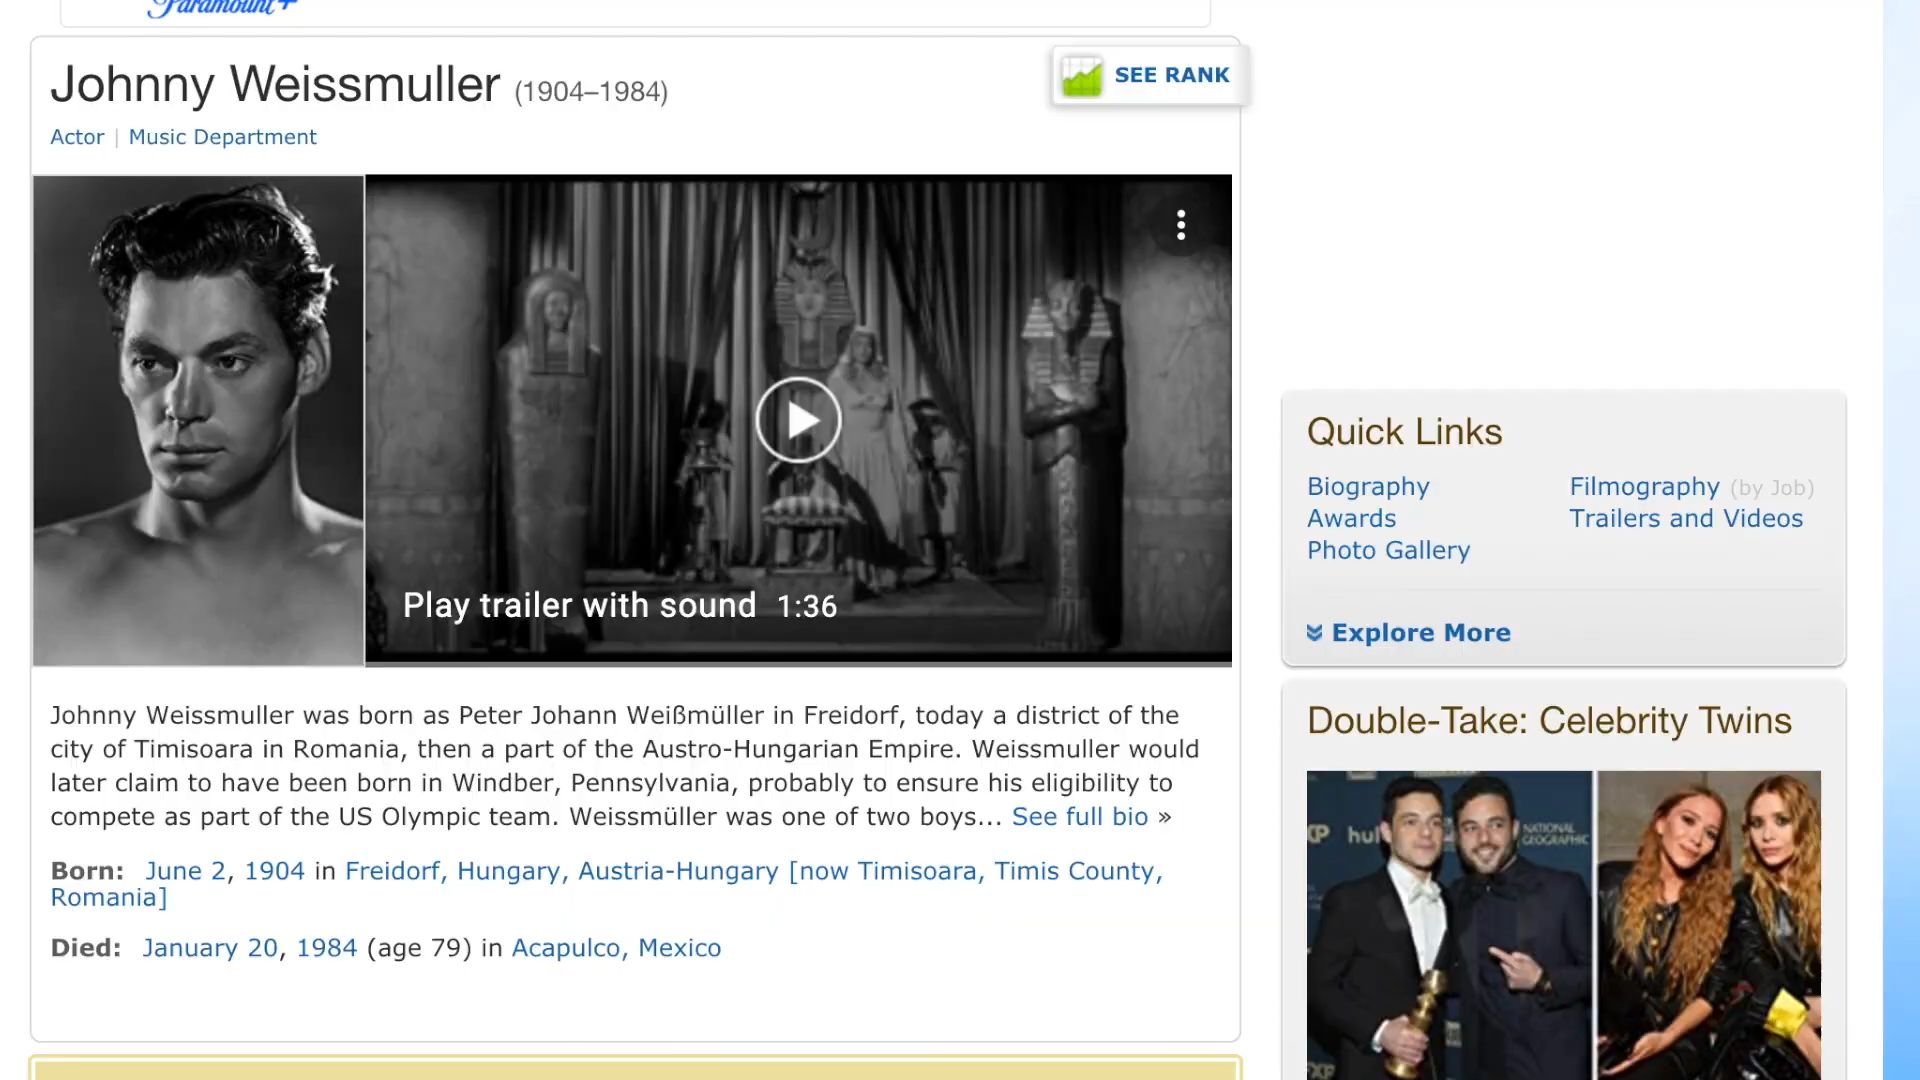 Paramount+
Johnny Weissmuller (1904–1984)
SEE RANK
Actor | Music Department
Play trailer with sound 1:36
Johnny Weissmuller was born as Peter Johann Weißmüller in Freidorf, today a district of the
city of Timisoara in Romania, then a part of the Austro-Hungarian Empire. Weissmuller would
later claim to have been born in Windber, Pennsylvania, probably to ensure his eligibility to
compete as part of the US Olympic team. Weissmüller was one of two boys... See full bio »
Born: June 2, 1904 in Freidorf, Hungary, Austria-Hungary [now Timisoara, Timis County,
Romania]
Died: January 20, 1984 (age 79) in Acapulco, Mexico
Quick Links
Biography
Awards
Photo Gallery
Filmography (by Job)
Trailers and Videos
Explore More
Double-Take: Celebrity Twins
hul
NATIONAL
GEOGRAPHIC